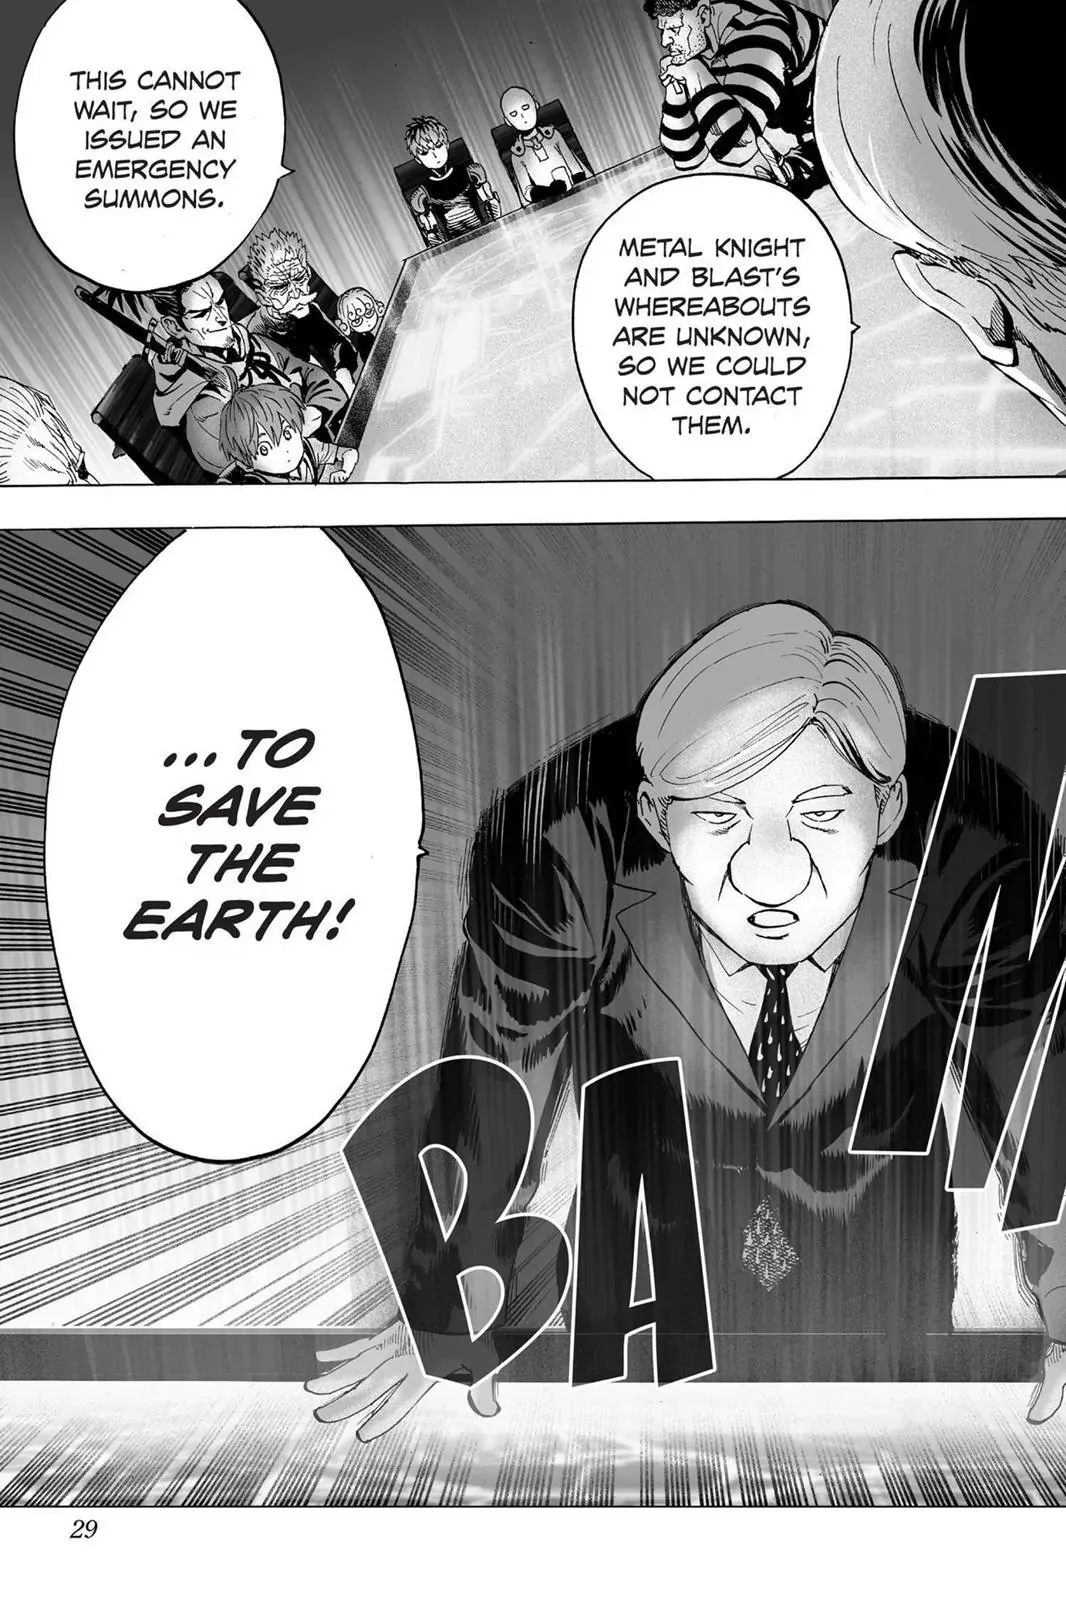 THIS CANNOT
WAIT, SO WE
ISSUED AN
EMERGENCY
SUMMONS.
METAL KNIGHT
AND BLAST'S
WHEREABOUTS
ARE UNKNOWN,
SO WE COULD
NOT CONTACT
THEM.
...TO
SAVE
THE
EARTH!
BAM
29